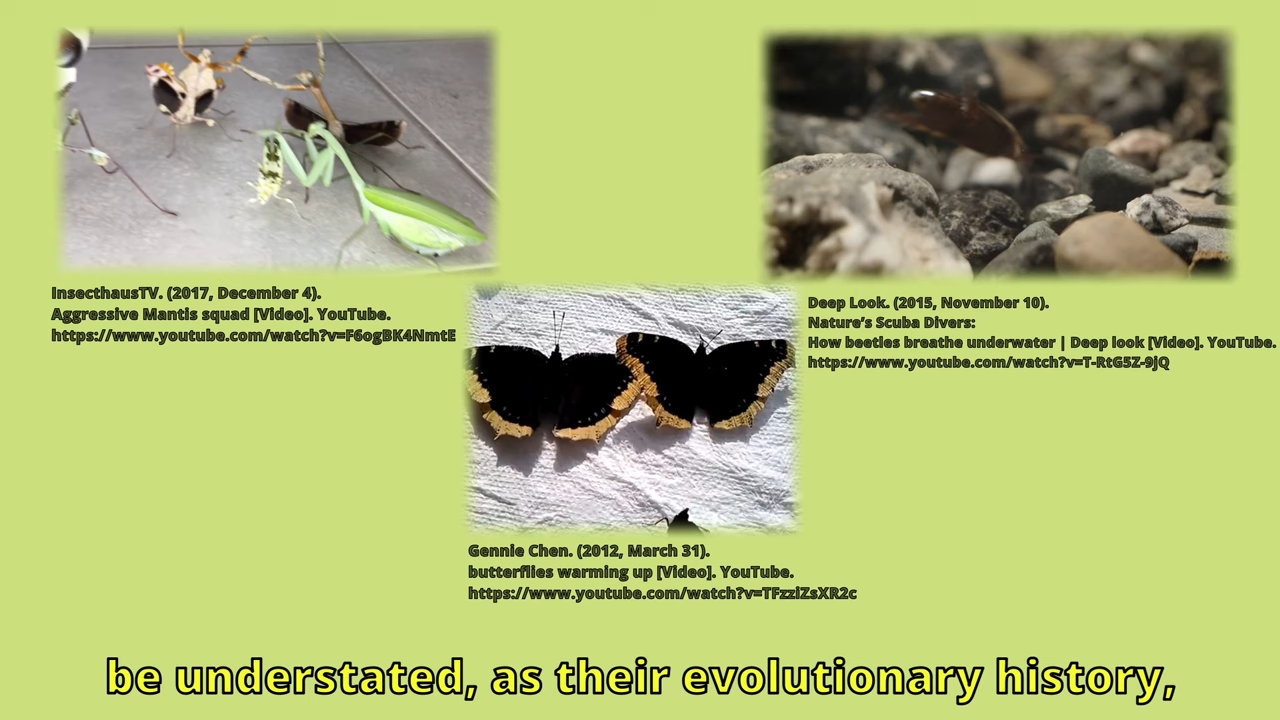 InsecthausTV. (2017, December 4).
Aggressive Mantis squad [Video]. YouTube.
https://www.youtube.com/watch?v=F6ogBK4NmtE
Deep Look. (2015, November 10).
Nature's Scuba Divers:
How beetles breathe underwater | Deep look [Video]. YouTube.
https://www.youtube.com/watch?v=T-RtG5Z-9jQ
Gennie Chen. (2012, March 31).
butterflies warming up [Video]. YouTube.
https://www.youtube.com/watch?v=TFzziZsXR2c
be understated, as their evolutionary history,